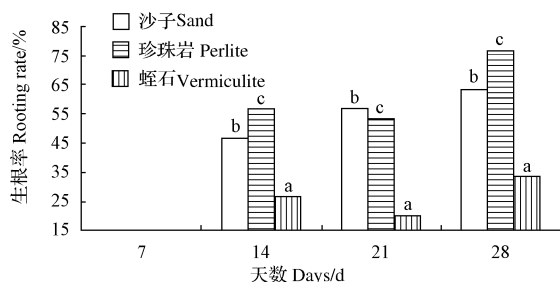 沙子Sand
珍珠岩 Perlite
蛭石Vermiculite
生根率 Rooting rate/%
85
75
65
55
45
35
25
15
b c a
b c a
b c a
7 14 21 28
天数 Days/d